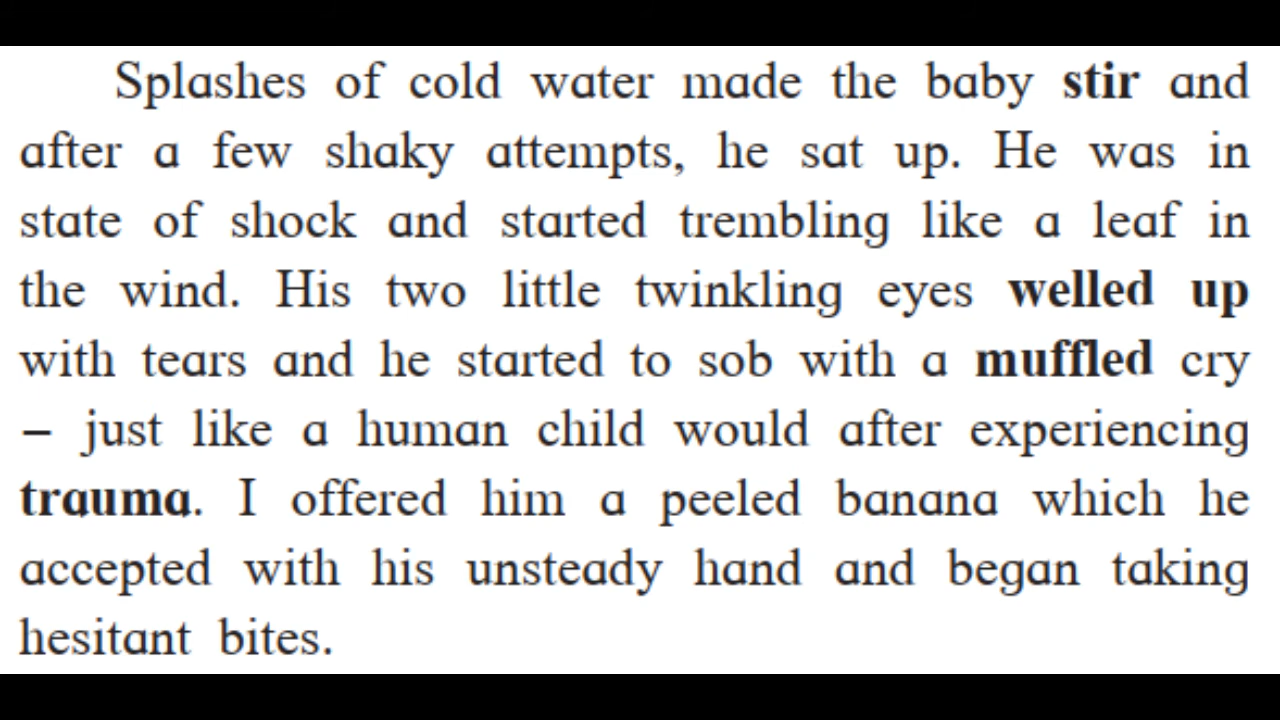 Splashes of cold water made the baby stir and
after a few shaky attempts, he sat up. He was in
state of shock and started trembling like a leaf in
the wind. His two little twinkling eyes welled up
with tears and he started to sob with a muffled cry
– just like a human child would after experiencing
trauma. I offered him a peeled banana which he
accepted with his unsteady hand and began taking
hesitant bites.